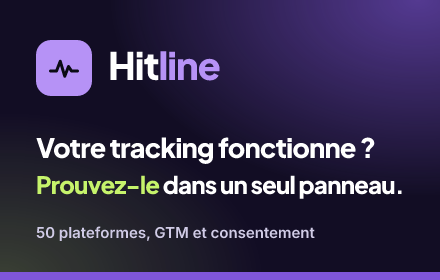 Hitline
Votre tracking fonctionne ?
Prouvez-le dans un seul panneau.
50 plateformes, GTM et consentement